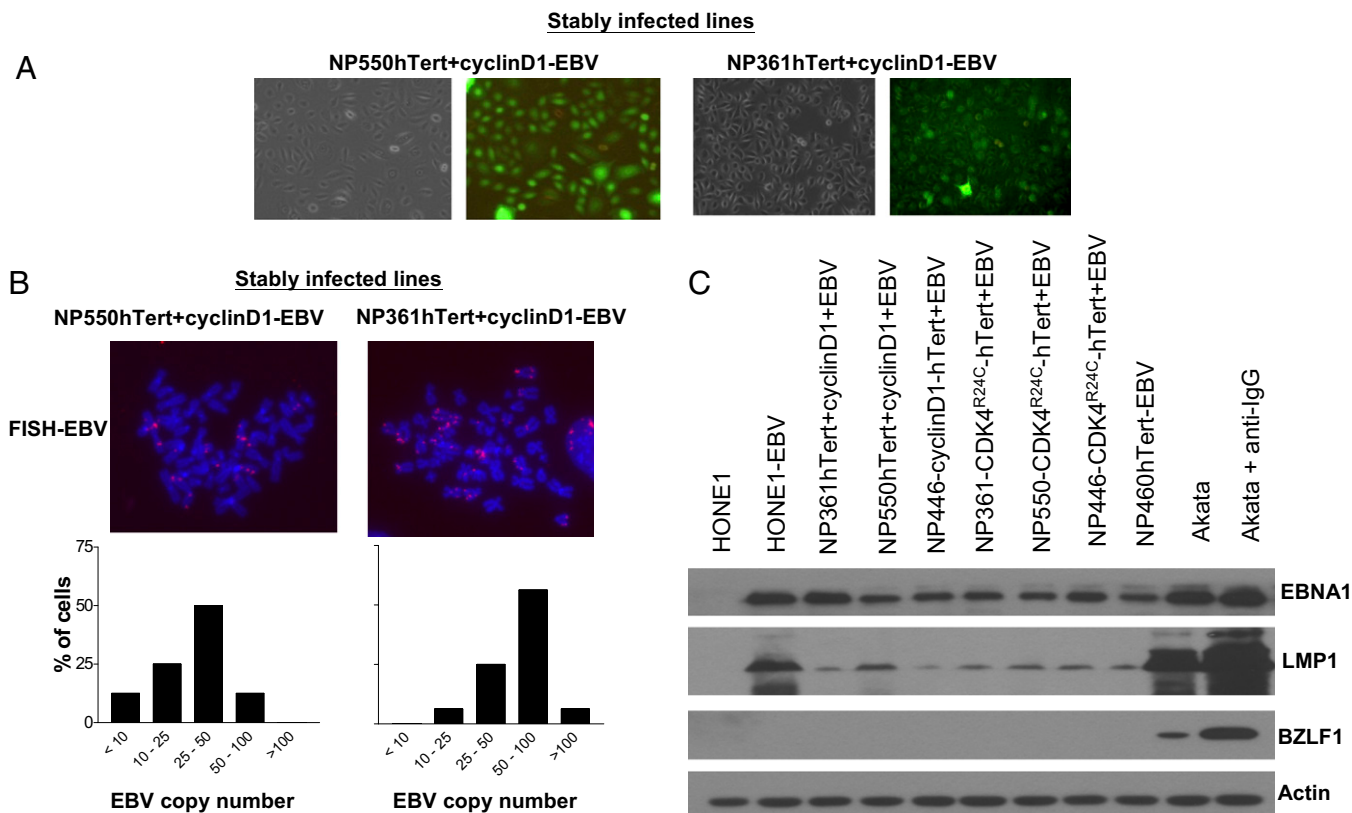 Stably infected lines
A
NP550hTert+cyclinD1-EBV
NP361hTert+cyclinD1-EBV
B
Stably infected lines
NP550hTert+cyclinD1-EBV
NP361hTert+cyclinD1-EBV
FISH-EBV
% of cells
75
50
25
0
< 10
10 - 25
25 - 50
50 - 100
>100
EBV copy number
< 10
10 - 25
25 - 50
50 - 100
>100
EBV copy number
C
HONE1
HONE1-EBV
NP361hTert+cyclinD1+EBV
NP550hTert+cyclinD1+EBV
NP446-cyclinD1-hTert+EBV
NP361-CDK4R24C-hTert+EBV
NP550-CDK4R24C-hTert+EBV
NP446-CDK4R24C-hTert+EBV
NP460hTert-EBV
Akata
Akata + anti-IgG
EBNA1
LMP1
BZLF1
Actin